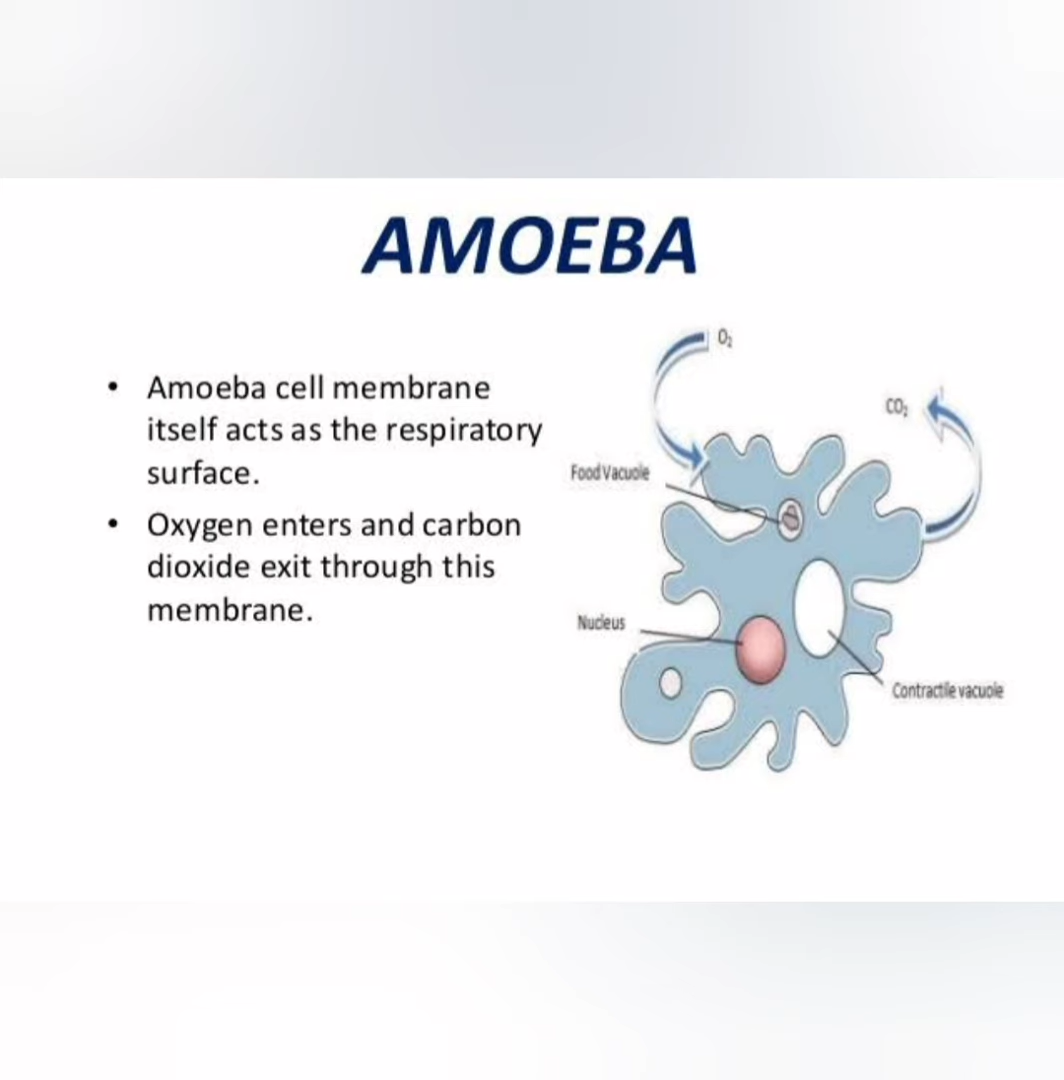 AMOEBA
• Amoeba cell membrane
itself acts as the respiratory
surface.
• Oxygen enters and carbon
dioxide exit through this
membrane.
O₂
CO₂
Food Vacuole
Nucleus
Contractile vacuole